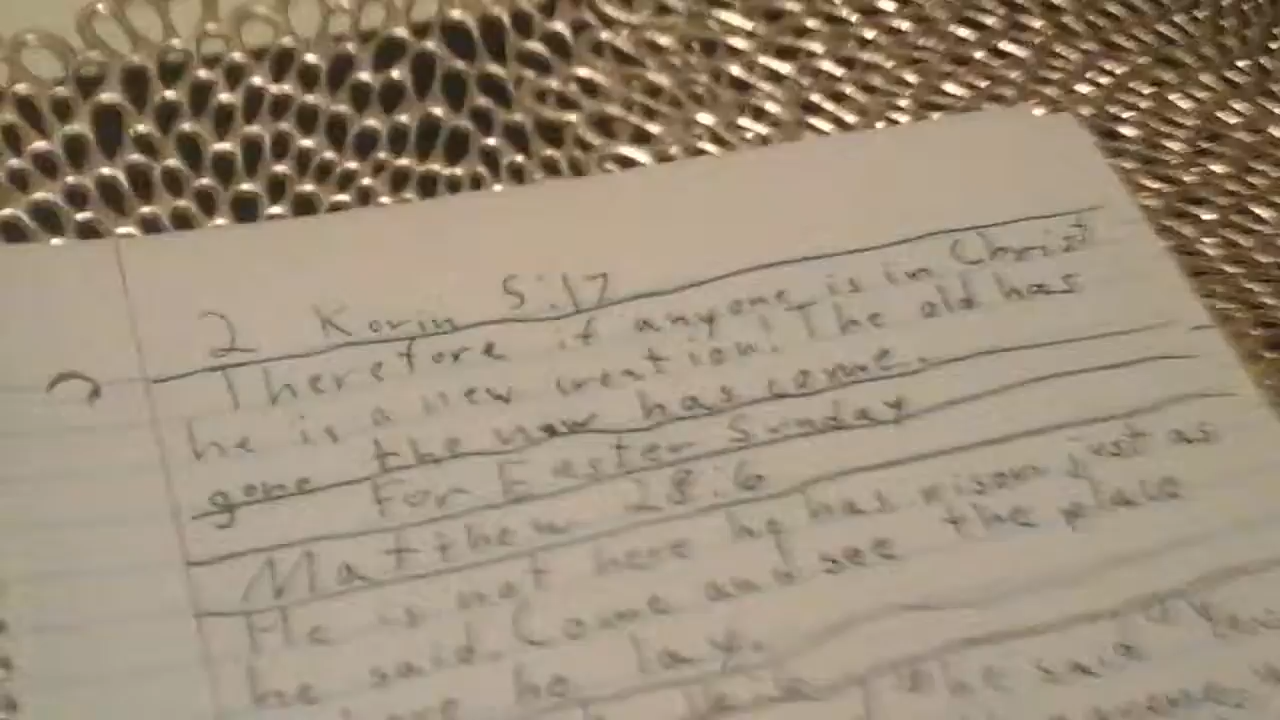 2 Korin 5:17
Therefore if anyone is in Christ
he is a new creation! The old has
gone the new has come.
For Easter Sunday
Matthew 28:6
He is not here he has risen just as
he said. Come and see the place
he lay.
he said